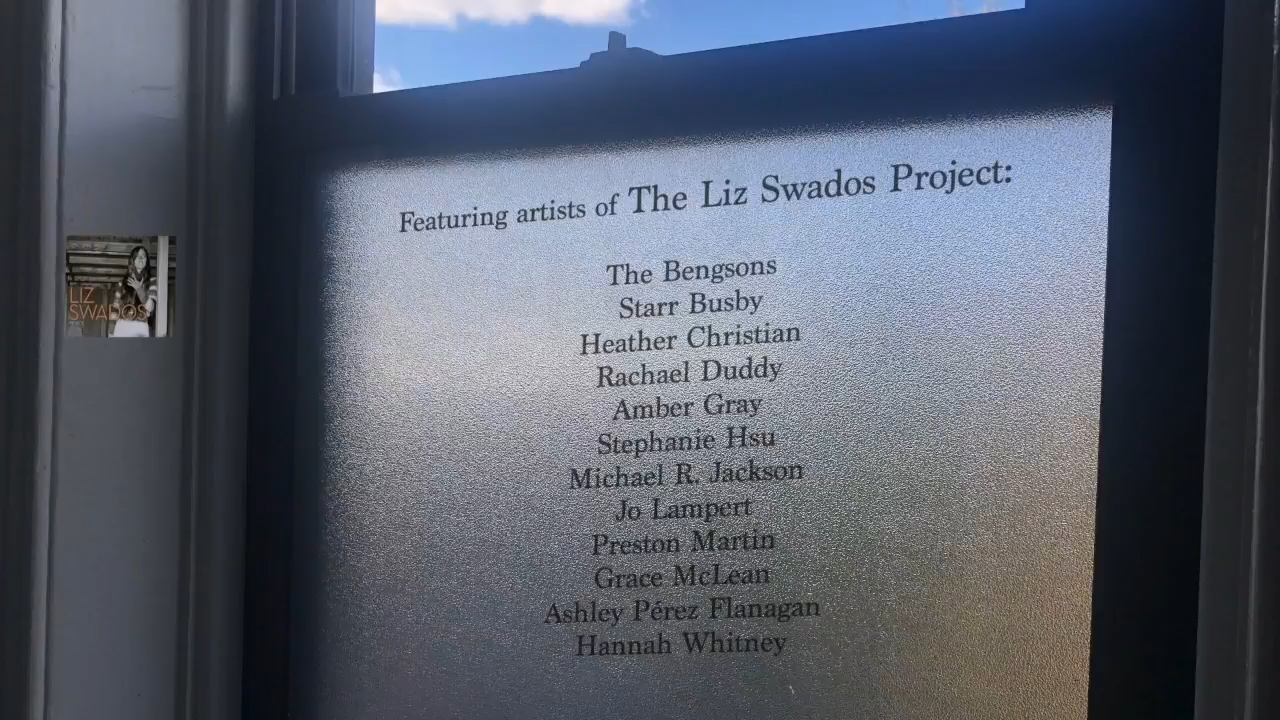 Featuring artists of The Liz Swados Project:
The Bengsons
Starr Busby
Heather Christian
Rachael Duddy
Amber Gray
Stephanie Hsu
Michael R. Jackson
Jo Lampert
Preston Martin
Grace McLean
Ashley Pérez Flanagan
Hannah Whitney
LIZ
SWADOS